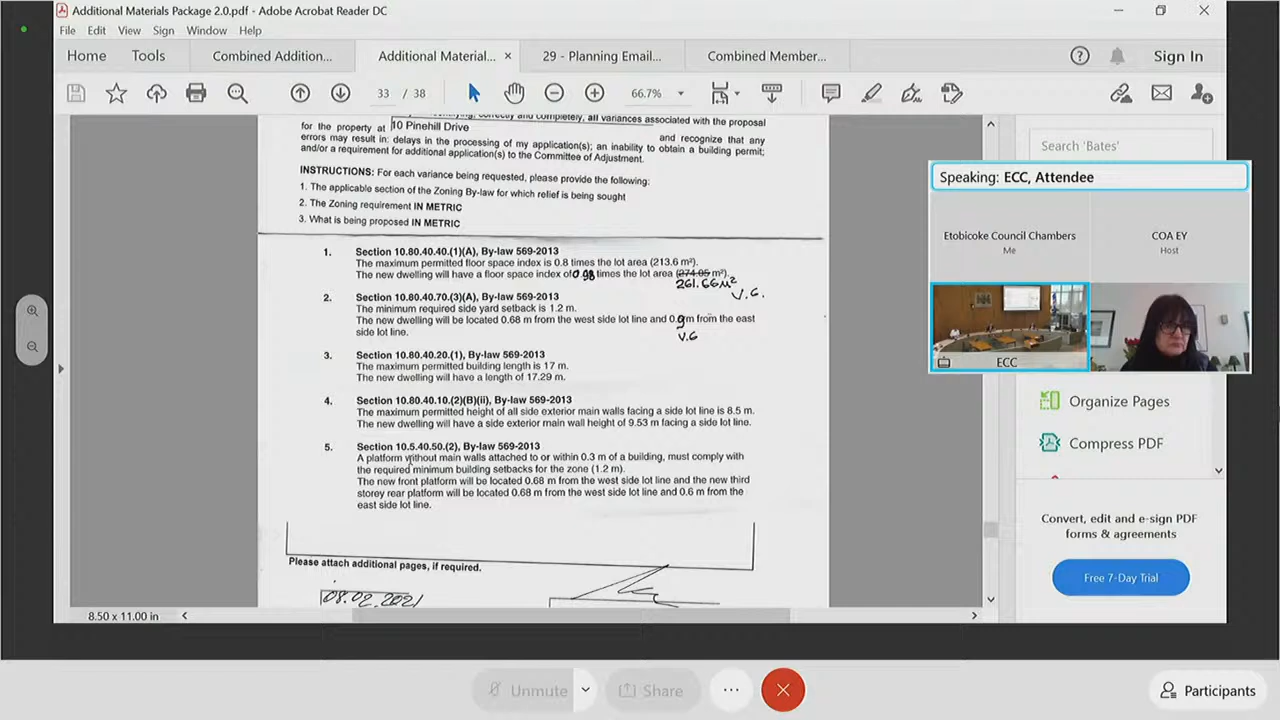 Additional Materials Package 2.0.pdf - Adobe Acrobat Reader DC
File Edit View Sign Window Help
Home Tools Combined Addition... Additional Material... × 29 - Planning Email... Combined Member... Sign In
33 / 38 66.7%
Search 'Bates'
correctly and completely, all variances associated with the proposal
for the property at 10 Pinehill Drive and recognize that any
errors may result in: delays in the processing of my application(s); an inability to obtain a building permit;
and/or a requirement for additional application(s) to the Committee of Adjustment.
INSTRUCTIONS: For each variance being requested, please provide the following:
1. The applicable section of the Zoning By-law for which relief is being sought
2. The Zoning requirement IN METRIC
3. What is being proposed IN METRIC
1. Section 10.80.40.40.(1)(A), By-law 569-2013
The maximum permitted floor space index is 0.8 times the lot area (213.6 m²).
The new dwelling will have a floor space index of 0.98 times the lot area (274.05 m²).
261.66 m²
V.G.
2. Section 10.80.40.70.(3)(A), By-law 569-2013
The minimum required side yard setback is 1.2 m.
The new dwelling will be located 0.68 m from the west side lot line and 0.9m from the east
side lot line.
V.G
3. Section 10.80.40.20.(1), By-law 569-2013
The maximum permitted building length is 17 m.
The new dwelling will have a length of 17.29 m.
4. Section 10.80.40.10.(2)(B)(ii), By-law 569-2013
The maximum permitted height of all side exterior main walls facing a side lot line is 8.5 m.
The new dwelling will have a side exterior main wall height of 9.53 m facing a side lot line.
5. Section 10.5.40.50.(2), By-law 569-2013
A platform without main walls attached to or within 0.3 m of a building, must comply with
the required minimum building setbacks for the zone (1.2 m).
The new front platform will be located 0.68 m from the west side lot line and the new third
storey rear platform will be located 0.68 m from the west side lot line and 0.6 m from the
east side lot line.
Please attach additional pages, if required.
08.02.2021
8.50 x 11.00 in
Speaking: ECC, Attendee
Etobicoke Council Chambers
Me
COA EY
Host
ECC
Organize Pages
Compress PDF
Convert, edit and e-sign PDF
forms & agreements
Free 7-Day Trial
Unmute Share Participants